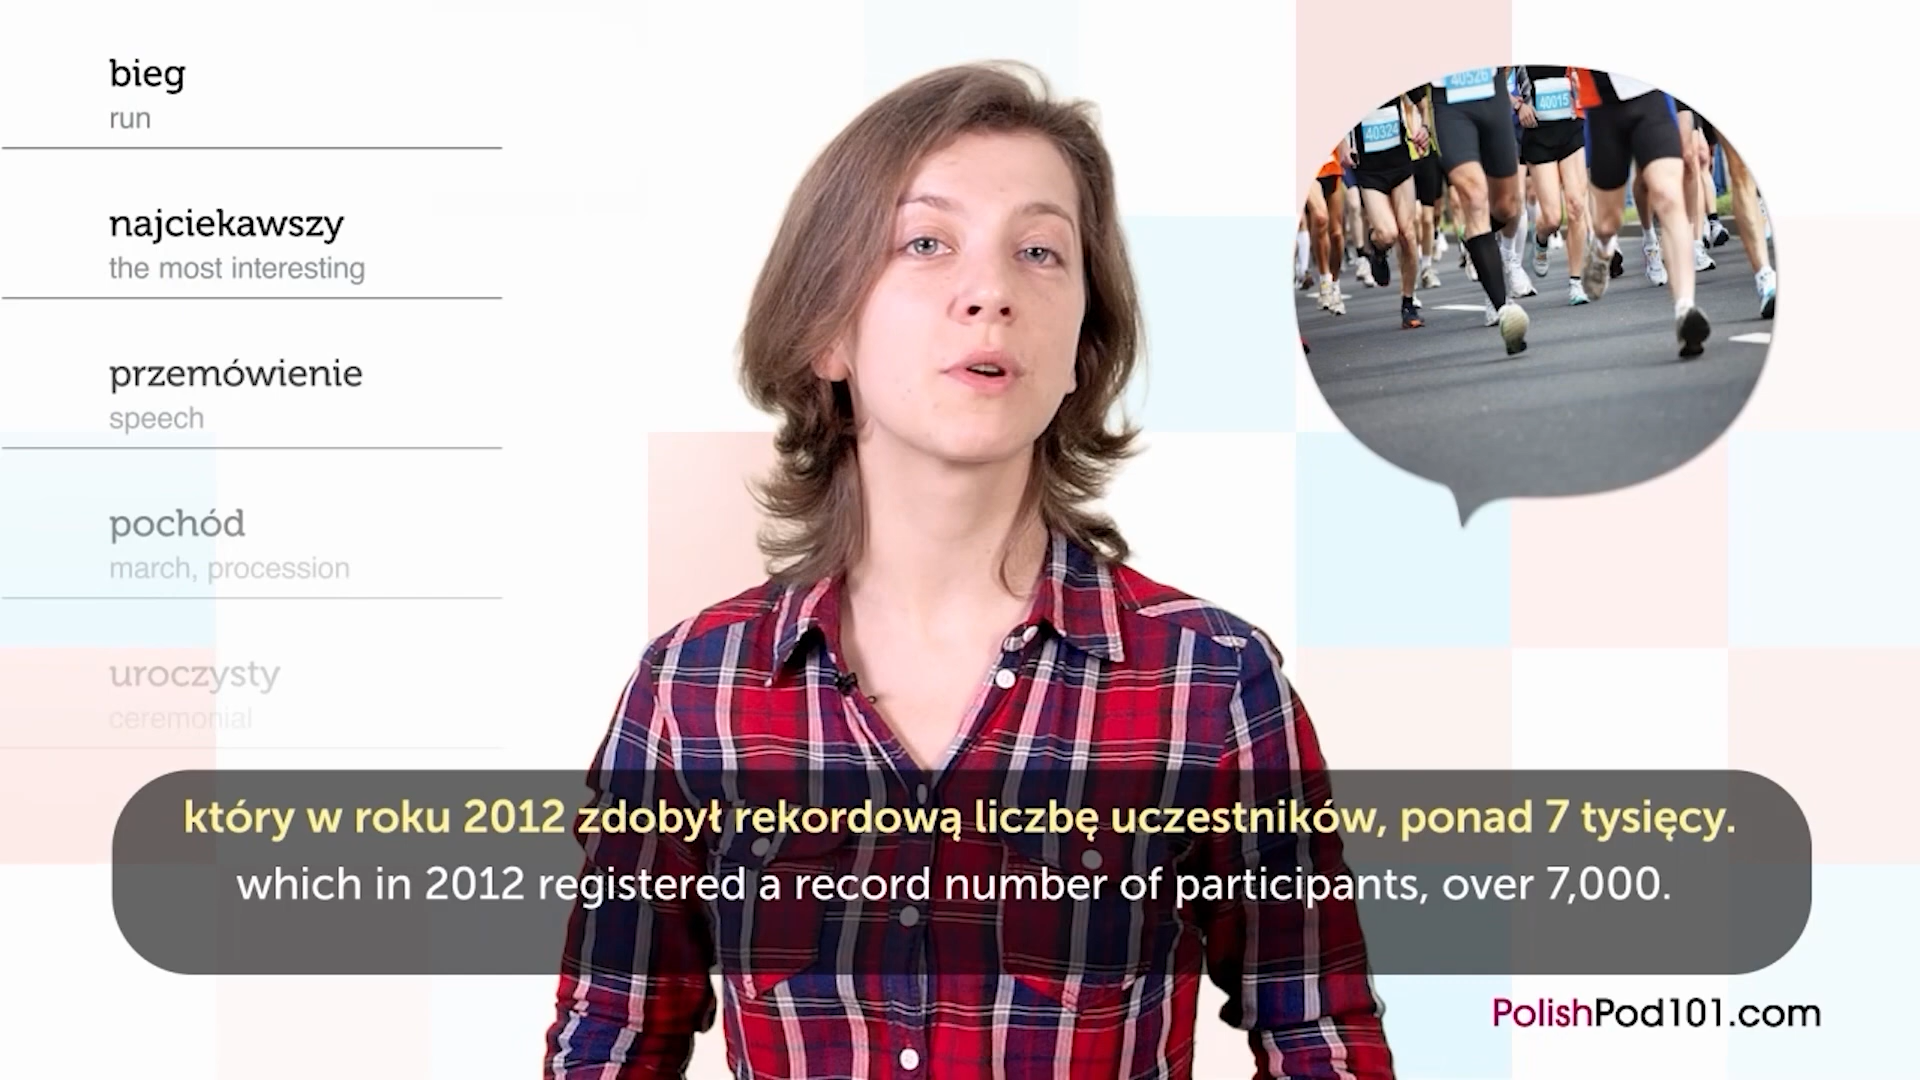 bieg
run
najciekawszy
the most interesting
przemówienie
speech
pochód
march, procession
uroczysty
ceremonial
40526
40015
40324
który w roku 2012 zdobył rekordową liczbę uczestników, ponad 7 tysięcy.
which in 2012 registered a record number of participants, over 7,000.
PolishPod101.com